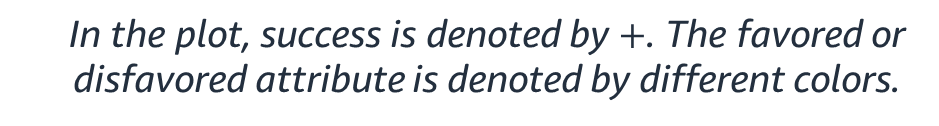 In the plot, success is denoted by +. The favored or
disfavored attribute is denoted by different colors.